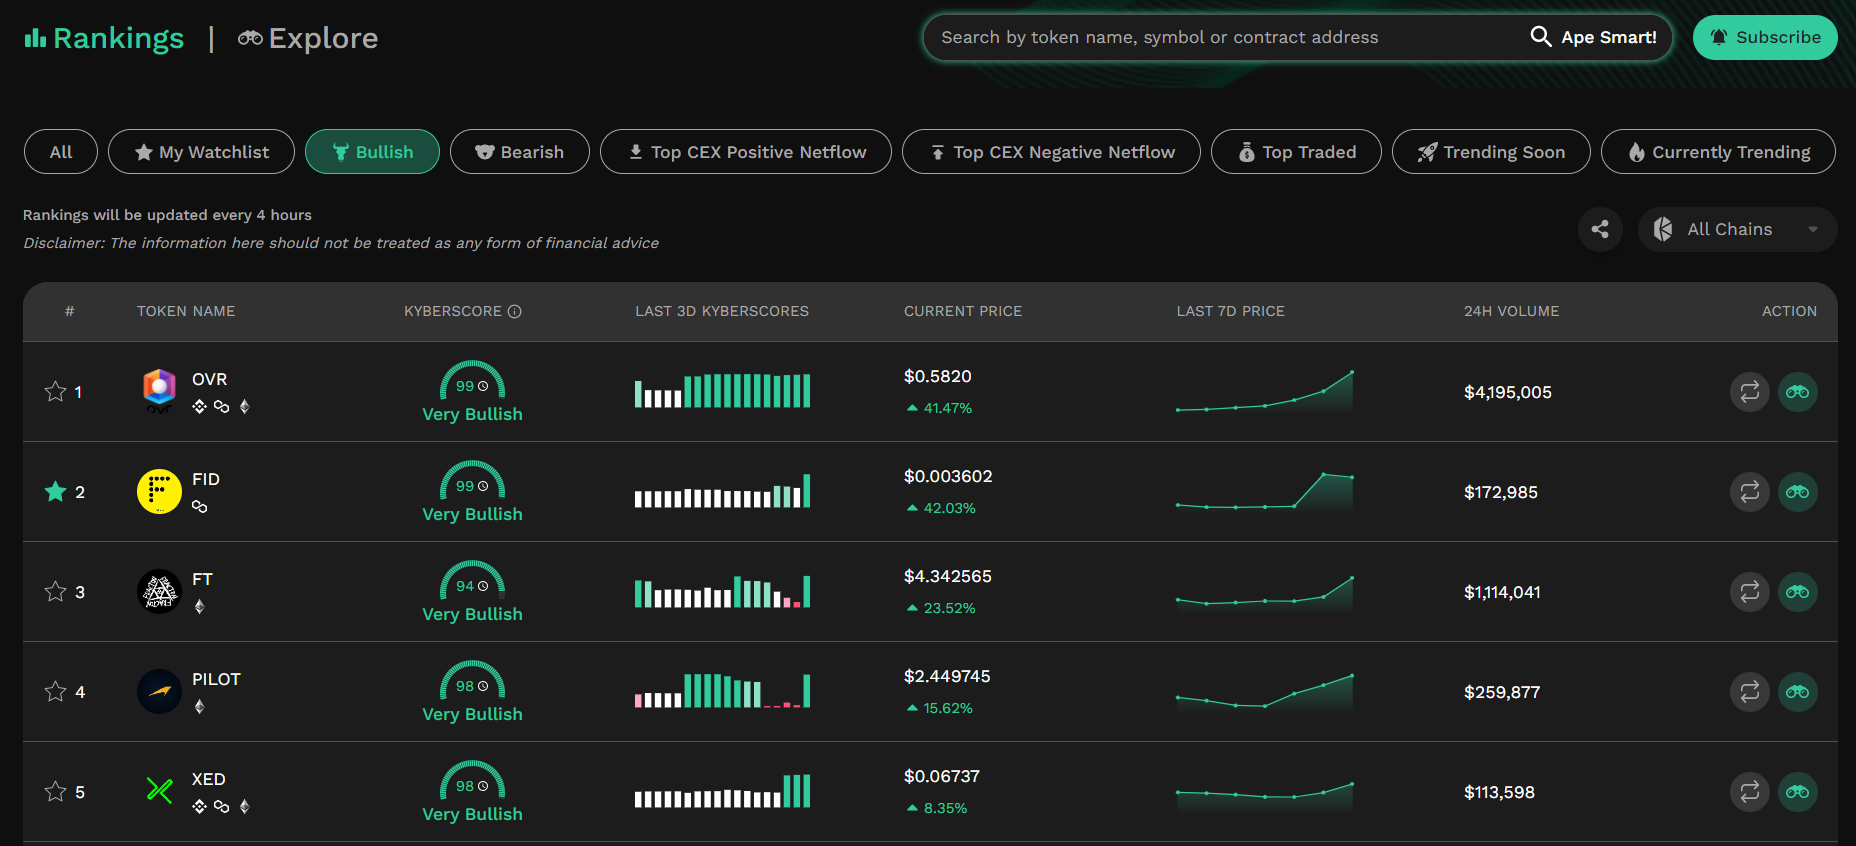 Rankings | Explore
Search by token name, symbol or contract address
Ape Smart!
Subscribe
All
My Watchlist
Bullish
Bearish
Top CEX Positive Netflow
Top CEX Negative Netflow
Top Traded
Trending Soon
Currently Trending
Rankings will be updated every 4 hours
Disclaimer: The information here should not be treated as any form of financial advice
All Chains
# TOKEN NAME KYBERSCORE LAST 3D KYBERSCORES CURRENT PRICE LAST 7D PRICE 24H VOLUME ACTION
1 OVR 99 Very Bullish $0.5820 41.47% $4,195,005
2 FID 99 Very Bullish $0.003602 42.03% $172,985
3 FT 94 Very Bullish $4.342565 23.52% $1,114,041
4 PILOT 98 Very Bullish $2.449745 15.62% $259,877
5 XED 98 Very Bullish $0.06737 8.35% $113,598